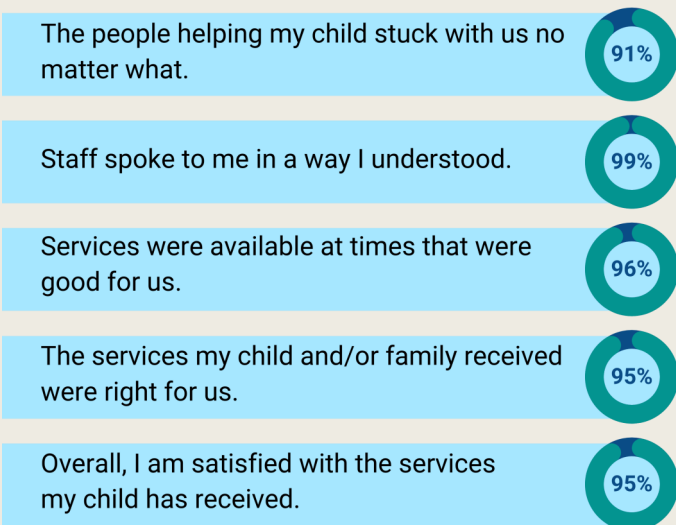 The people helping my child stuck with us no
matter what.
91%
Staff spoke to me in a way I understood.
99%
Services were available at times that were
good for us.
96%
The services my child and/or family received
were right for us.
95%
Overall, I am satisfied with the services
my child has received.
95%